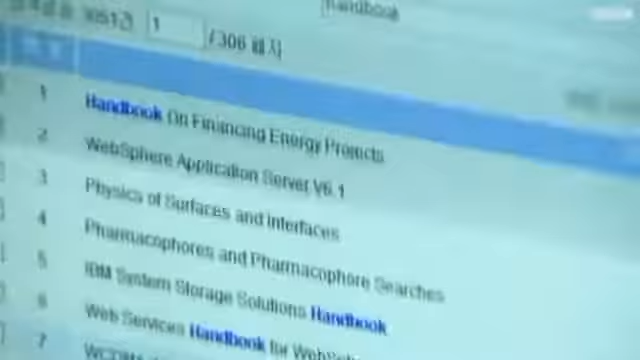 Handbook
1 / 306 페이지
1 Handbook On Financing Energy Projects
2 WebSphere Application Server V6.1
3 Physics of Surfaces and Interfaces
4 Pharmacophores and Pharmacophore Searches
5 IBM System Storage Solutions Handbook
6 Web Services Handbook for WebSph
7